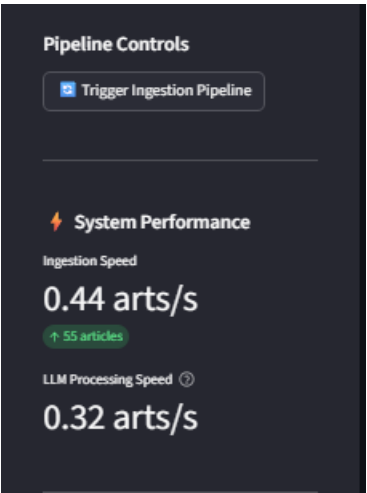 Pipeline Controls
Trigger Ingestion Pipeline
System Performance
Ingestion Speed
0.44 arts/s
↑ 55 articles
LLM Processing Speed
0.32 arts/s